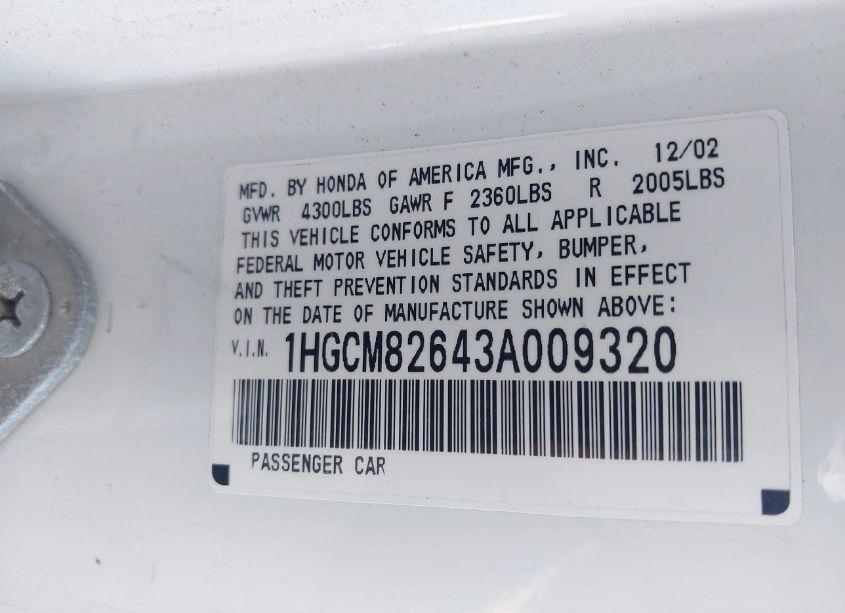 MFD. BY HONDA OF AMERICA MFG., INC. 12/02
GVWR 4300LBS GAWR F 2360LBS R 2005LBS
THIS VEHICLE CONFORMS TO ALL APPLICABLE
FEDERAL MOTOR VEHICLE SAFETY, BUMPER,
AND THEFT PREVENTION STANDARDS IN EFFECT
ON THE DATE OF MANUFACTURE SHOWN ABOVE:
V.I.N. 1HGCM82643A009320
PASSENGER CAR